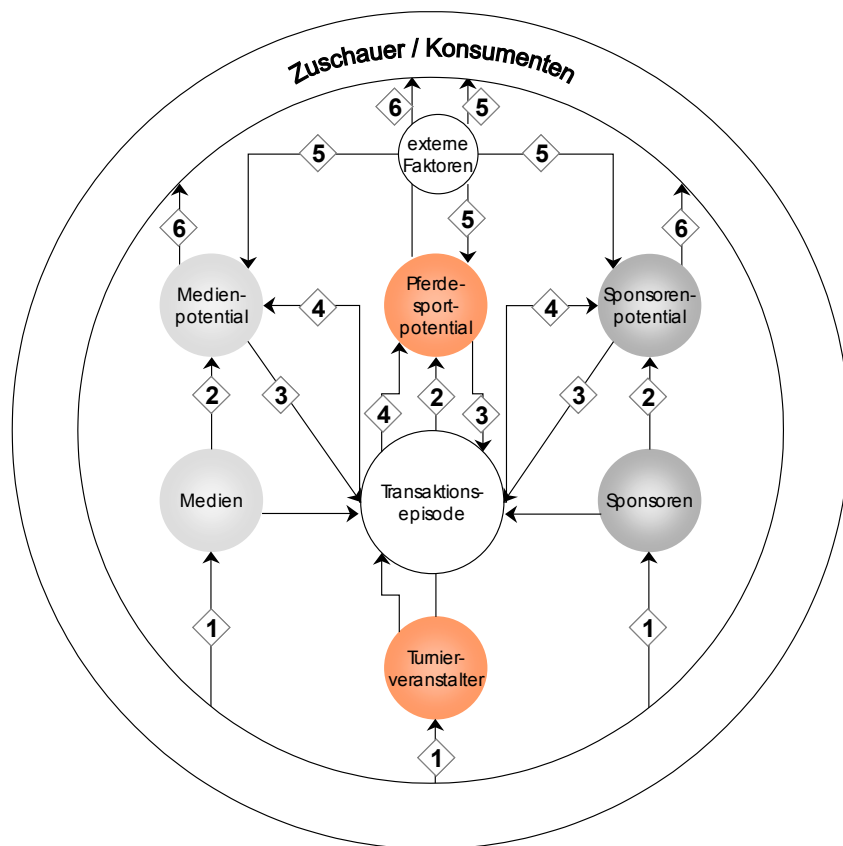 Zuschauer / Konsumenten
6
5
externe
Faktoren
5
5
5
6
6
Medien-
potential
Pferde-
sport-
potential
Sponsoren-
potential
4
4
2
3
4
2
3
3
2
Medien
Transaktions-
episode
Sponsoren
1
1
Turnier-
veranstalter
1